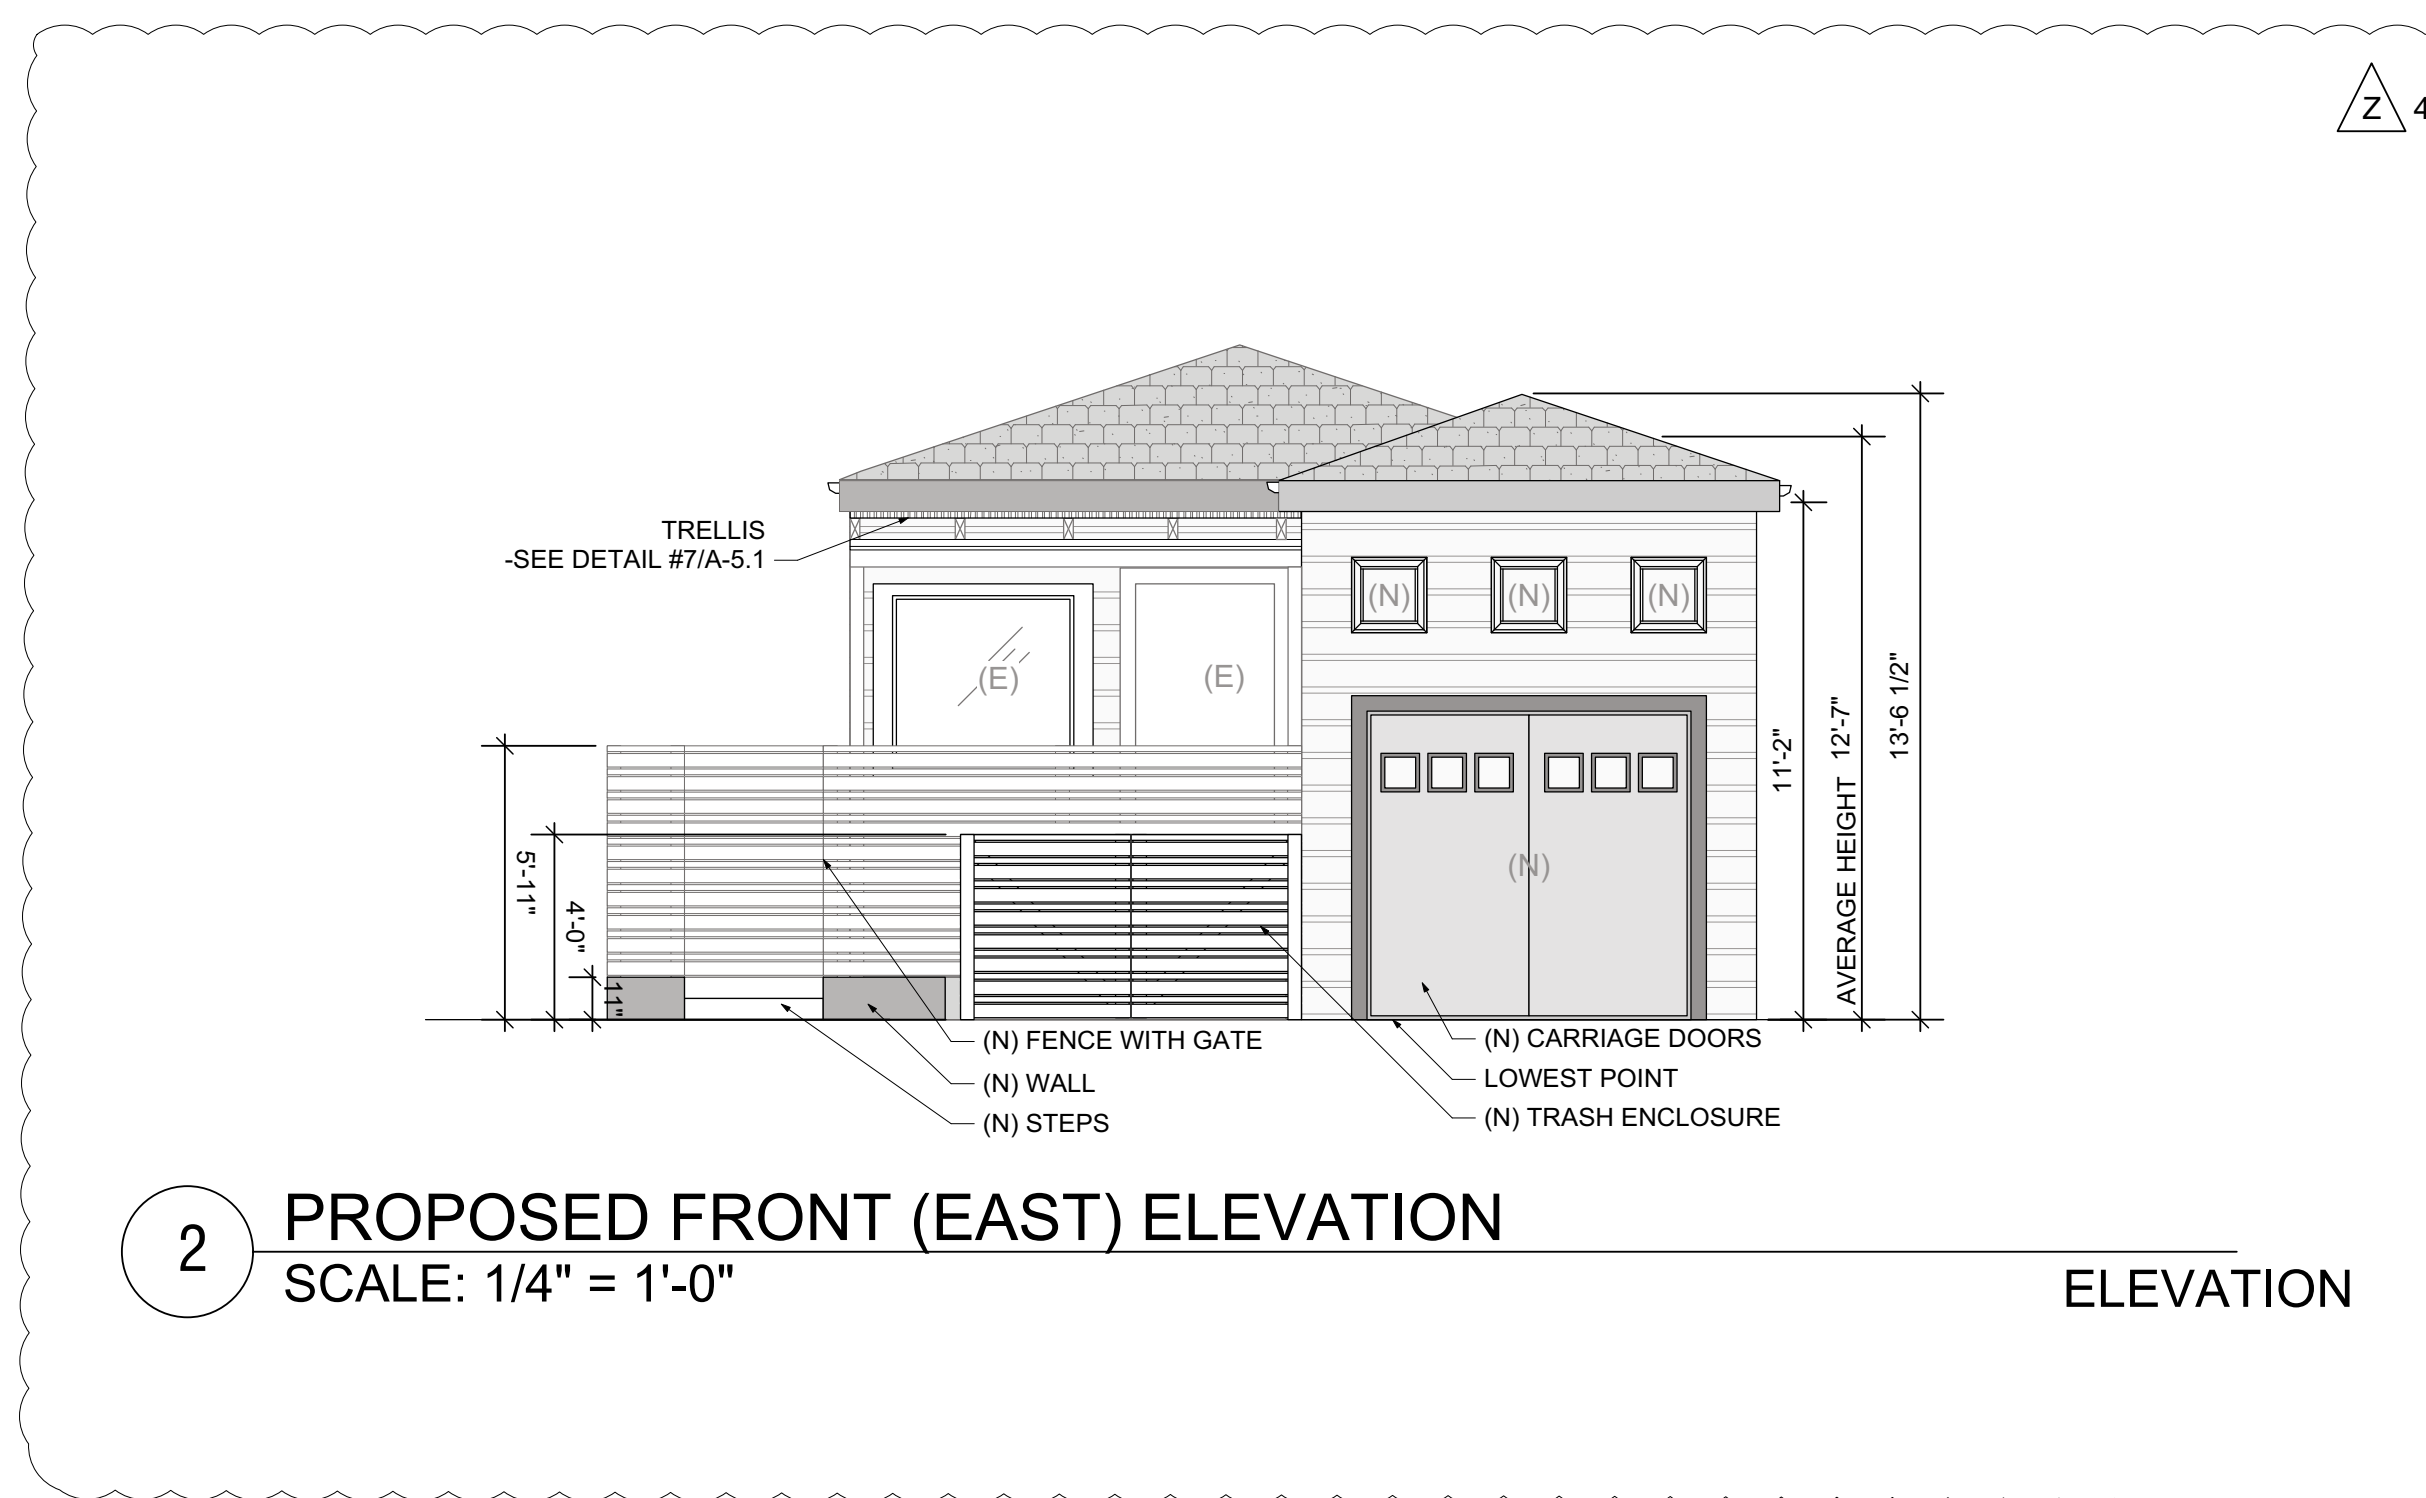 Z 4
TRELLIS
-SEE DETAIL #7/A-5.1
(N) (N) (N)
(E) (E)
(N)
5'-11"
4'-0"
11"
11'-2"
AVERAGE HEIGHT 12'-7"
13'-6 1/2"
(N) FENCE WITH GATE
(N) WALL
(N) STEPS
(N) CARRIAGE DOORS
LOWEST POINT
(N) TRASH ENCLOSURE
2 PROPOSED FRONT (EAST) ELEVATION
SCALE: 1/4" = 1'-0"
ELEVATION